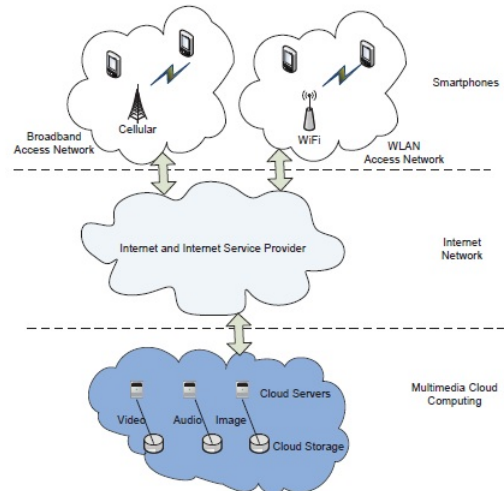 Smartphones
Cellular
WiFi
Broadband
Access Network
WLAN
Access Network
Internet and Internet Service Provider
Internet
Network
Cloud Servers
Multimedia Cloud
Computing
Video
Audio
Image
Cloud Storage